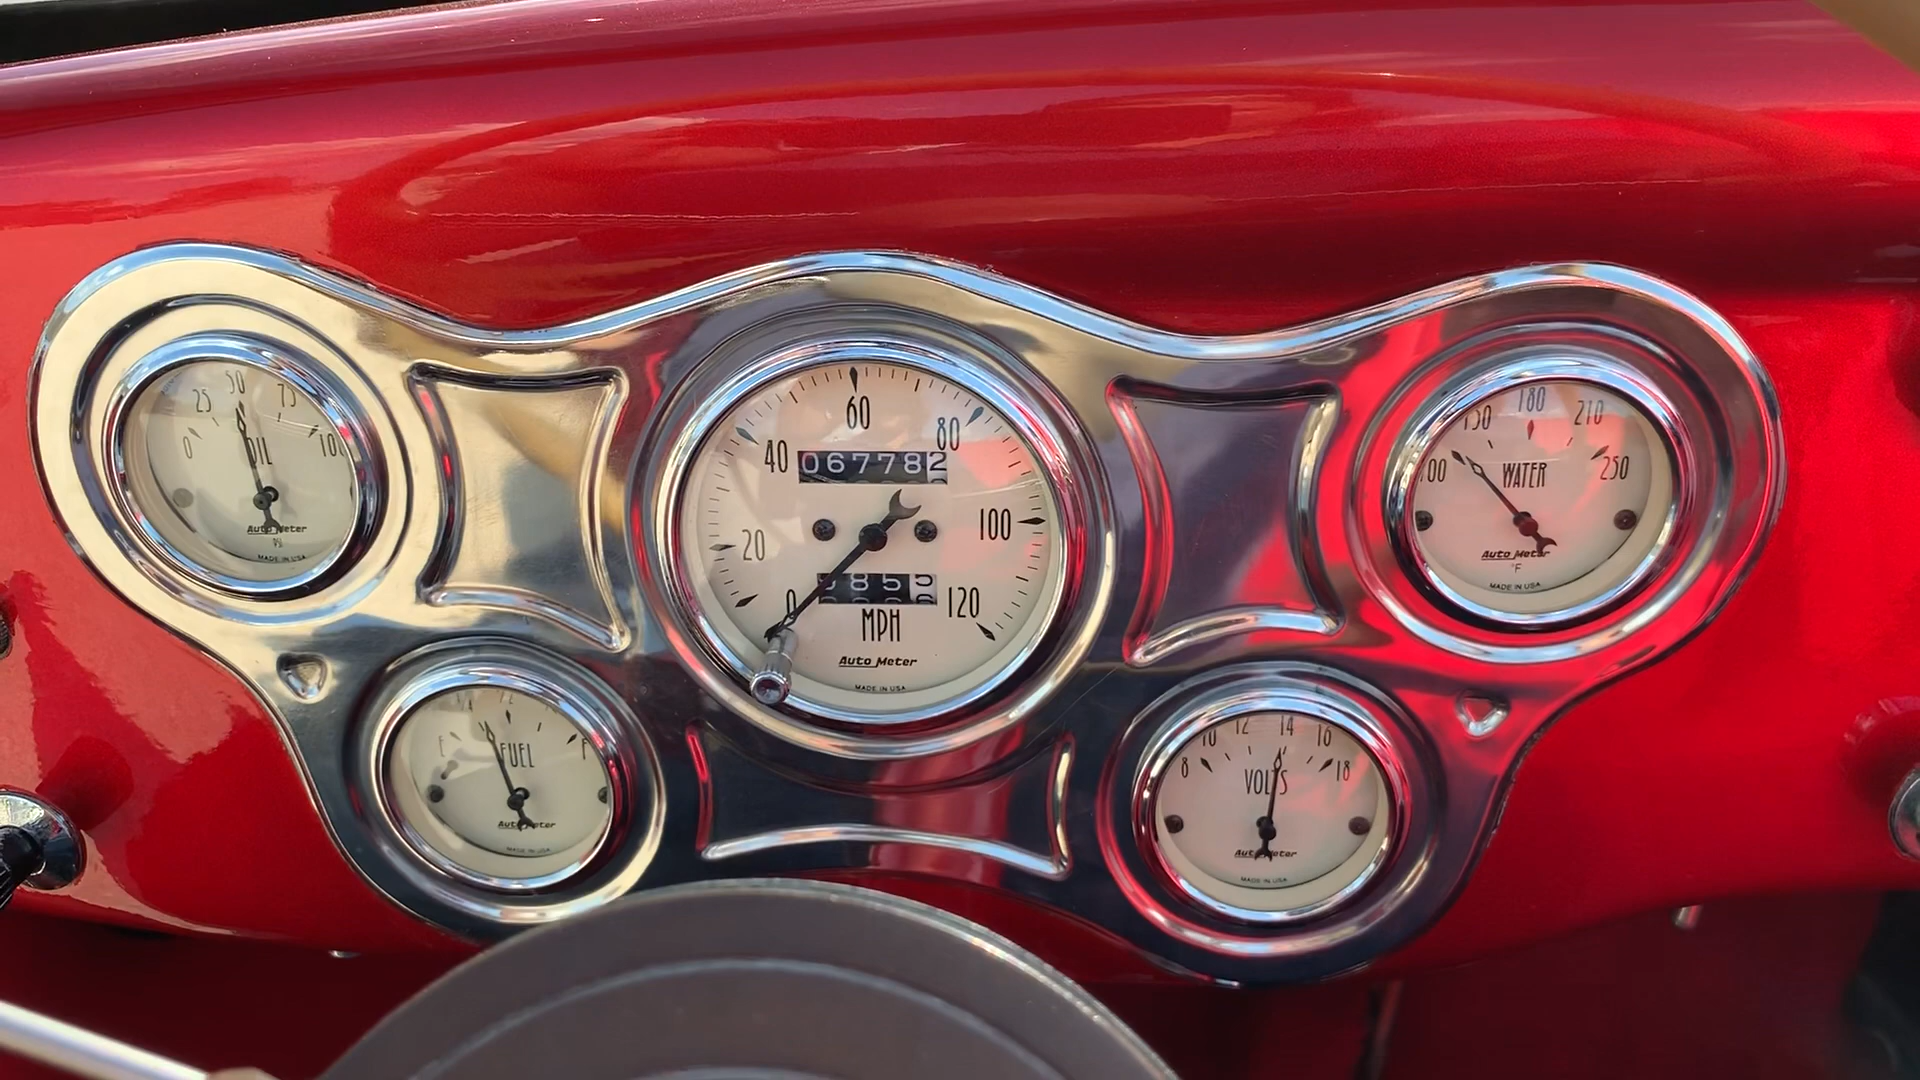 0 25 50 75 100
OIL
Auto Meter
MADE IN USA
0 20 40 60 80 100 120
067782
MPH
Auto Meter
MADE IN USA
150 180 210 250
WATER
Auto Meter
°F
MADE IN USA
E F
FUEL
Auto Meter
MADE IN USA
8 10 12 14 16 18
VOLTS
Auto Meter
MADE IN USA